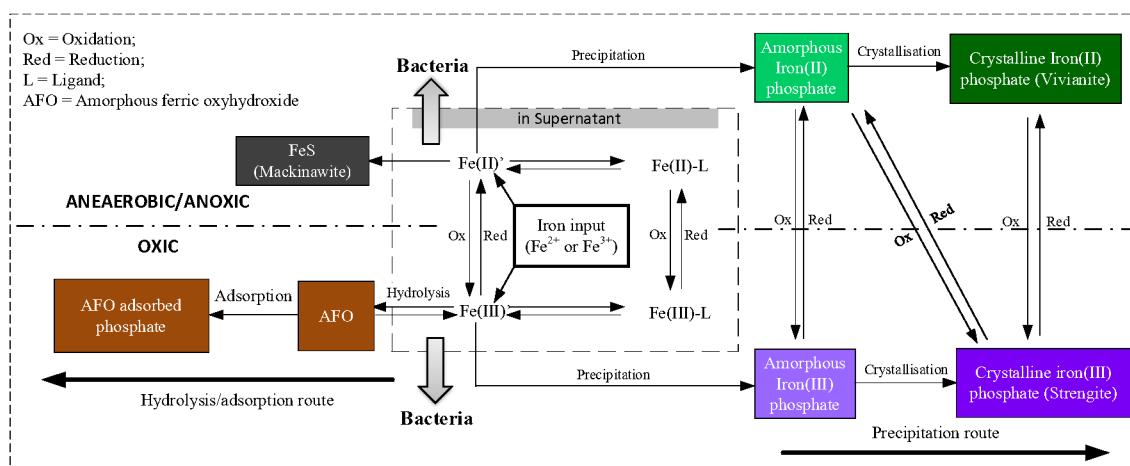 Ox = Oxidation;
Red = Reduction;
L = Ligand;
AFO = Amorphous ferric oxyhydroxide
Bacteria
Precipitation
Amorphous
Iron(II)
phosphate
Crystallisation
Crystalline Iron(II)
phosphate (Vivianite)
in Supernatant
FeS
(Mackinawite)
Fe(II)’
Fe(II)-L
ANEAEROBIC/ANOXIC
OXIC
Ox
Red
Iron input
(Fe2+ or Fe3+)
Ox
Red
Ox
Red
Ox
Red
Ox
Red
AFO adsorbed
phosphate
Adsorption
AFO
Hydrolysis
Fe(III)’
Fe(III)-L
Precipitation
Amorphous
Iron(III)
phosphate
Crystallisation
Crystalline iron(III)
phosphate (Strengite)
Hydrolysis/adsorption route
Bacteria
Precipitation route